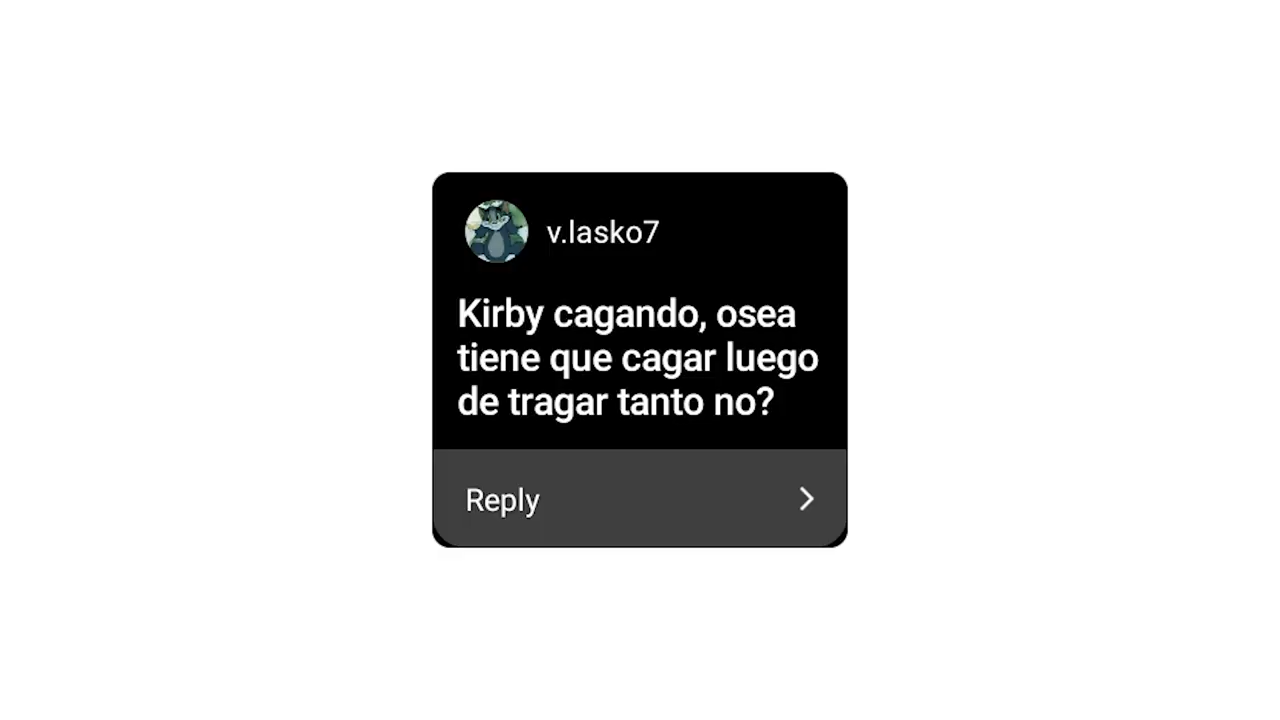 v.lasko7
Kirby cagando, osea
tiene que cagar luego
de tragar tanto no?
Reply